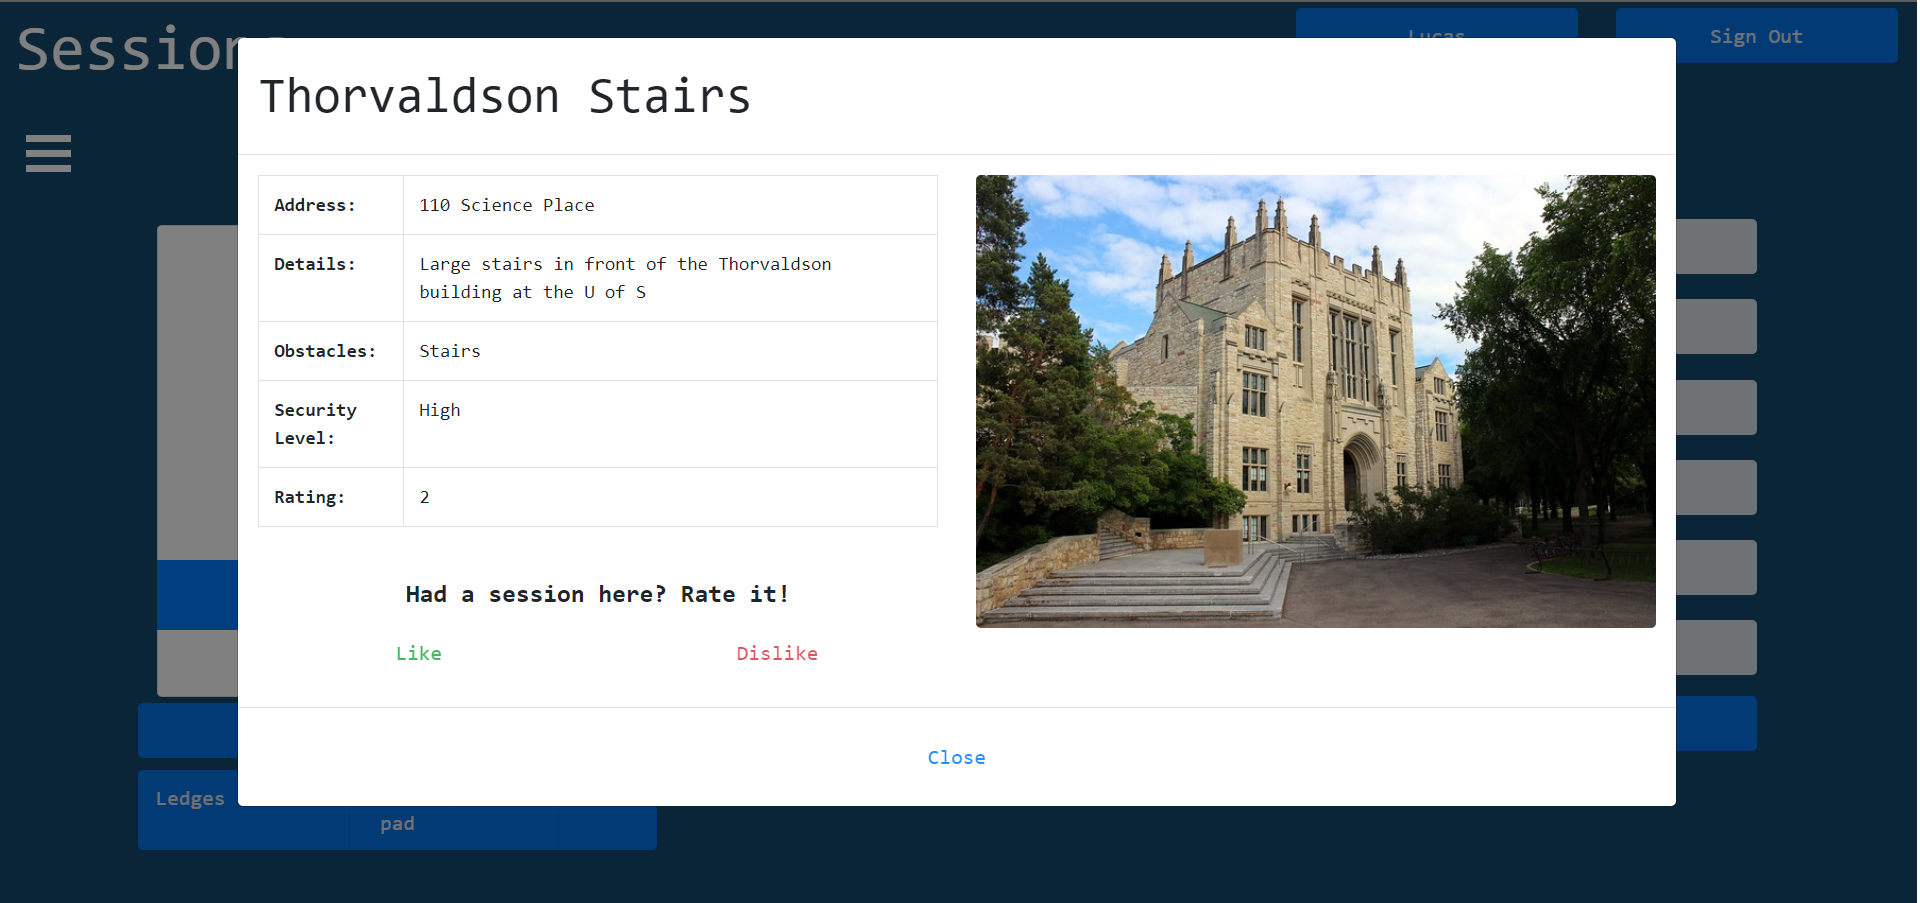 Sessions
Lucas
Sign Out
Thorvaldson Stairs
Address:
110 Science Place
Details:
Large stairs in front of the Thorvaldson
building at the U of S
Obstacles:
Stairs
Security
Level:
High
Rating:
2
Had a session here? Rate it!
Like
Dislike
Close
Ledges
pad